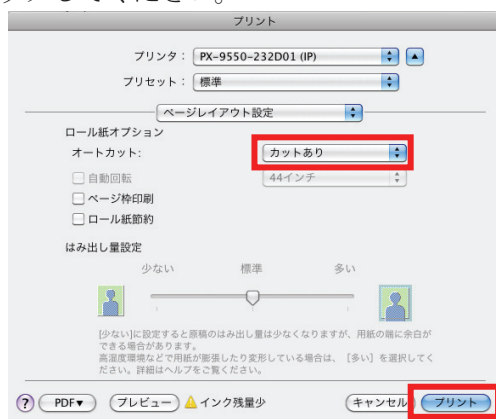 プリント
プリンタ： PX-9550-232D01 (IP)
プリセット： 標準
ページレイアウト設定
ロール紙オプション
オートカット: カットあり
自動回転 44インチ
ページ枠印刷
ロール紙節約
はみ出し量設定
少ない 標準 多い
[少ない]に設定すると原稿のはみ出し量は少なくなりますが、用紙の端に余白が
できる場合があります。
高湿度環境などで用紙が膨張したり変形している場合は、［多い］を選択してく
ださい。詳細はヘルプをご覧ください。
? PDF▼ プレビュー インク残量少 キャンセル プリント